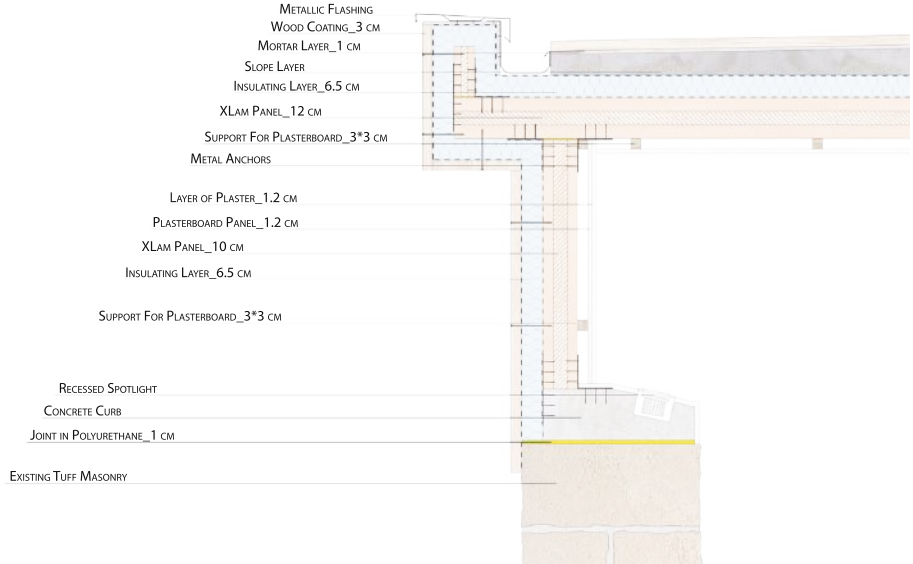 Metallic Flashing
Wood Coating_3 cm
Mortar Layer_1 cm
Slope Layer
Insulating Layer_6.5 cm
XLam Panel_12 cm
Support For Plasterboard_3*3 cm
Metal Anchors
Layer of Plaster_1.2 cm
Plasterboard Panel_1.2 cm
XLam Panel_10 cm
Insulating Layer_6.5 cm
Support For Plasterboard_3*3 cm
Recessed Spotlight
Concrete Curb
Joint in Polyurethane_1 cm
Existing Tuff Masonry